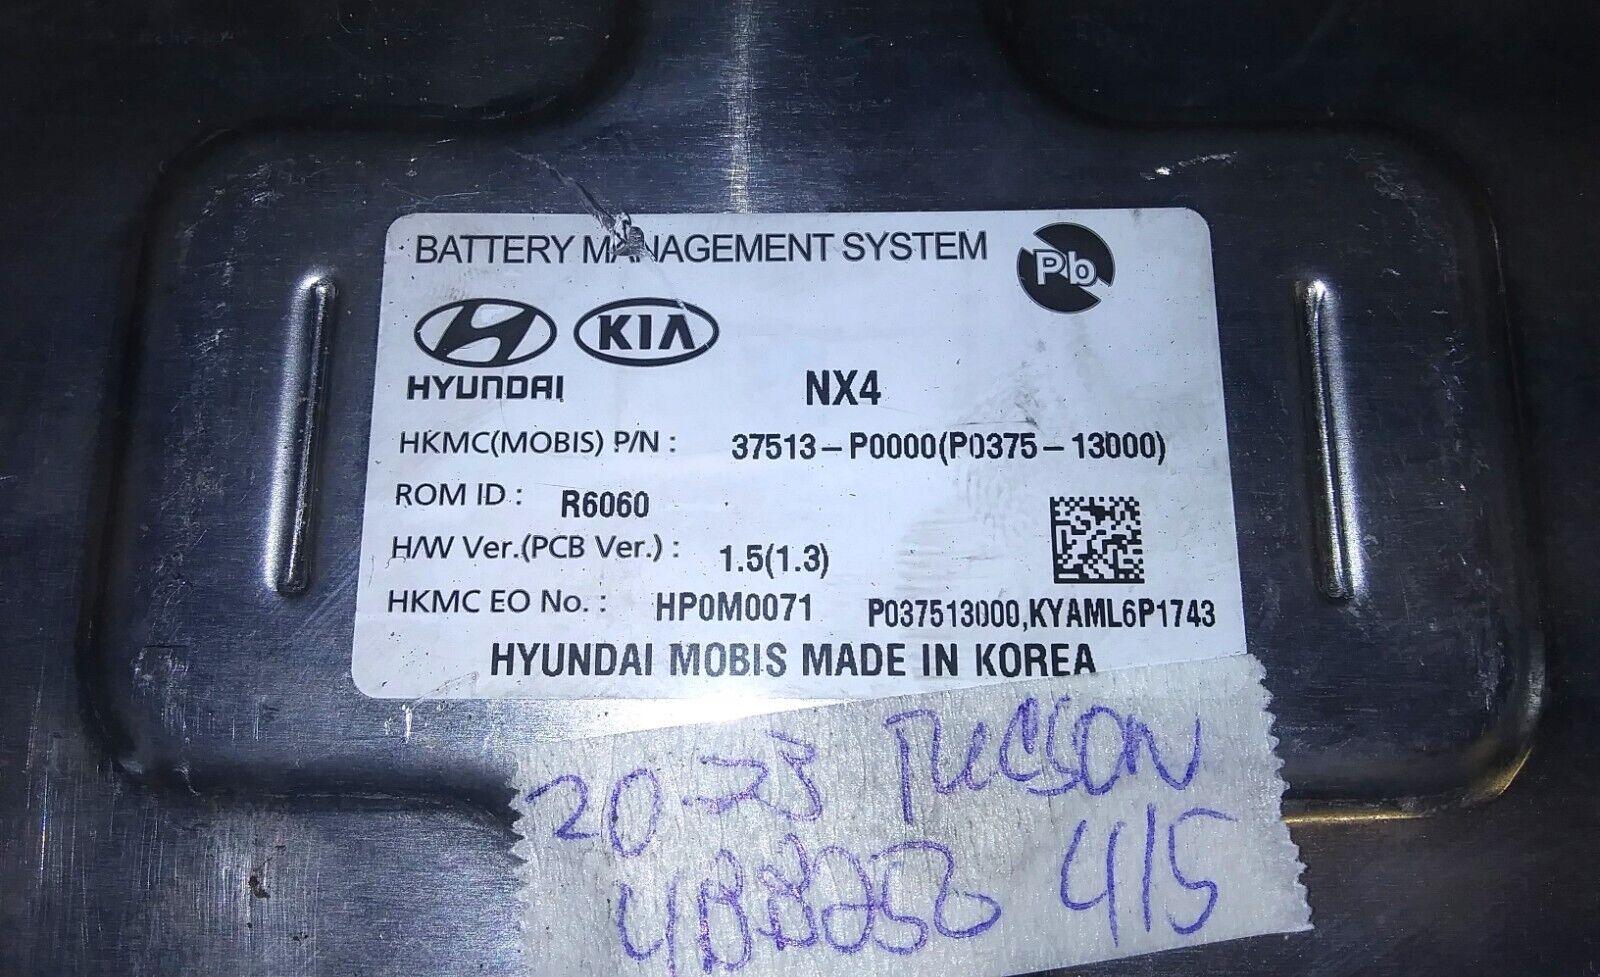 BATTERY MANAGEMENT SYSTEM Pb
HYUNDAI KIA NX4
HKMC(MOBIS) P/N : 37513-P0000(P0375-13000)
ROM ID : R6060
H/W Ver.(PCB Ver.) : 1.5(1.3)
HKMC EO No. : HP0M0071 P037513000,KYAML6P1743
HYUNDAI MOBIS MADE IN KOREA
20-23 TUCSON
415